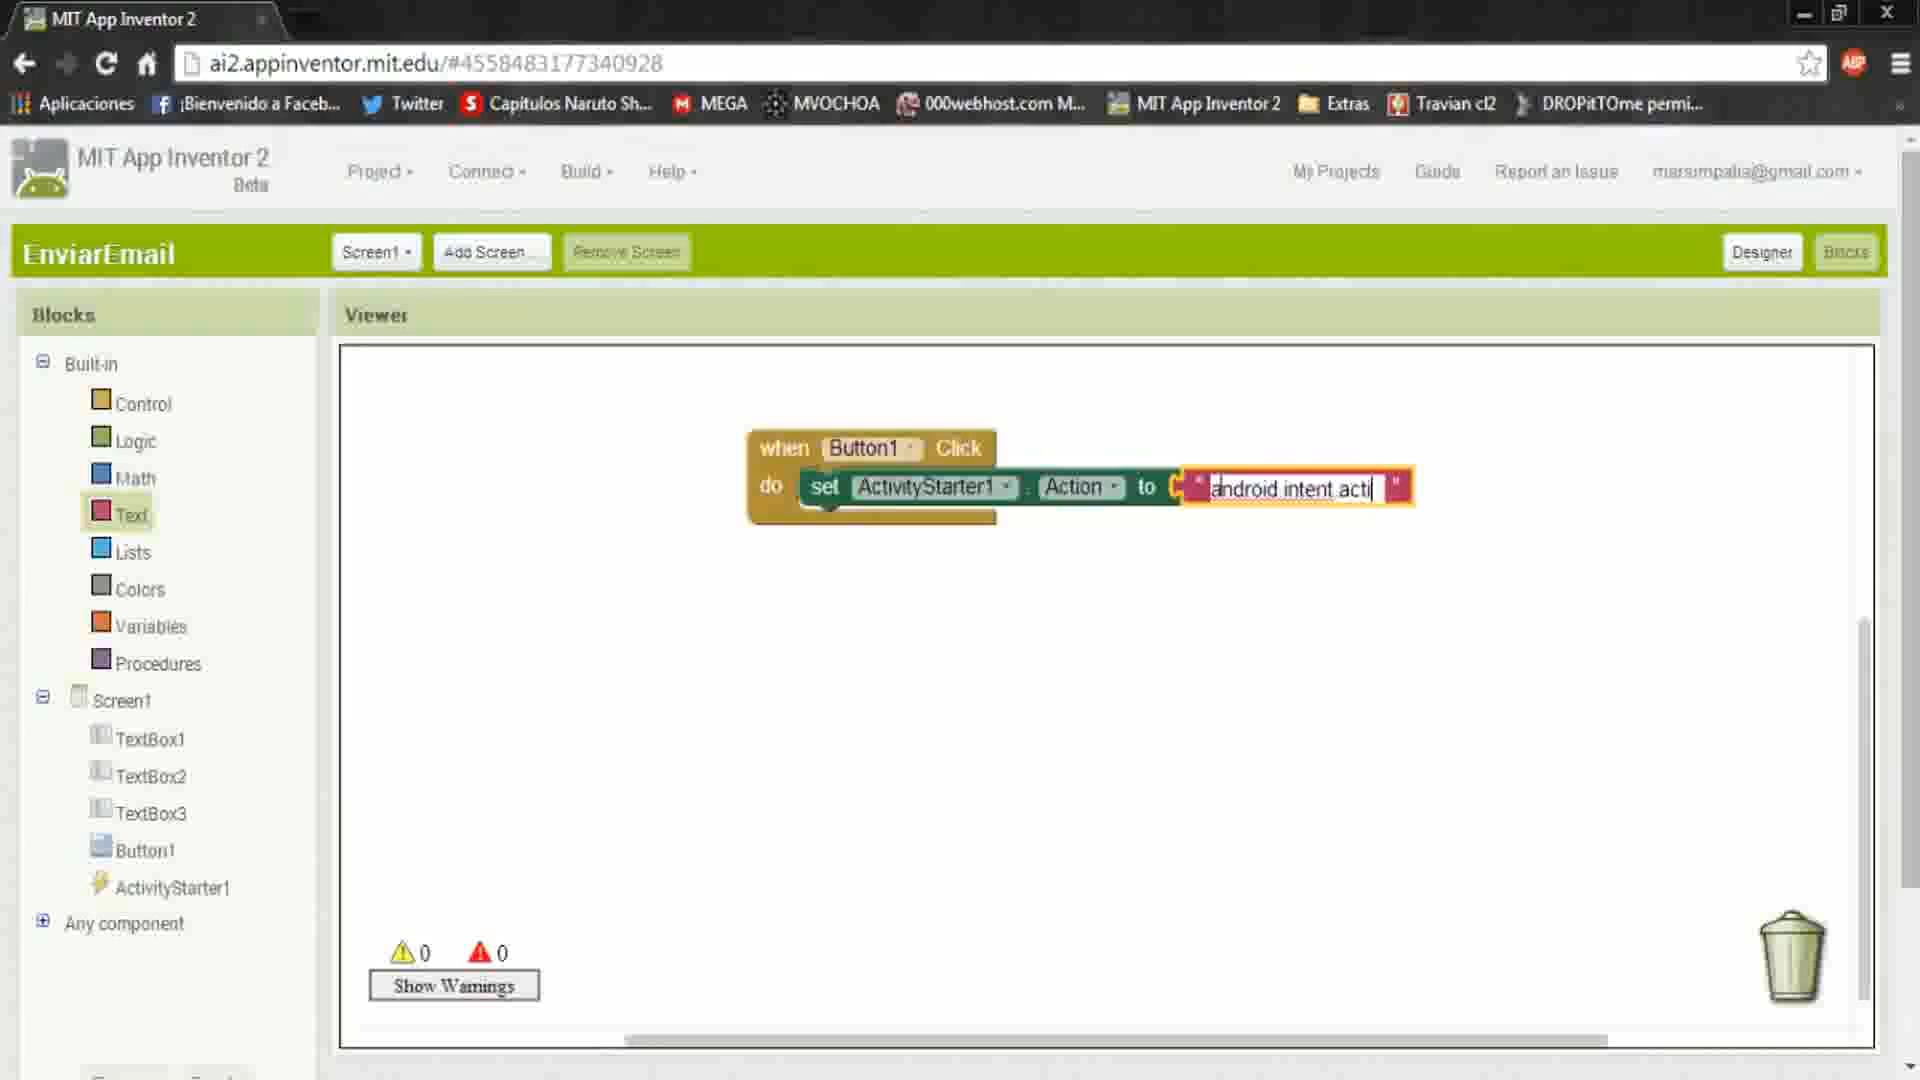 MIT App Inventor 2
ai2.appinventor.mit.edu/#4558483177340928
Aplicaciones ¡Bienvenido a Faceb... Twitter Capitulos Naruto Sh... MEGA MVOCHOA 000webhost.com M... MIT App Inventor 2 Extras Travian cl2 DROPitTOme permi...
ABP
MIT App Inventor 2
Beta
Project Connect Build Help My Projects Guide Report an Issue marsimpalia@gmail.com
EnviarEmail Screen1 Add Screen ... Remove Screen Designer Blocks
Blocks Viewer
Built-in
Control
Logic
Math
Text
Lists
Colors
Variables
Procedures
Screen1
TextBox1
TextBox2
TextBox3
Button1
ActivityStarter1
Any component
when Button1 . Click
do set ActivityStarter1 . Action to " android.intent.acti "
0 0
Show Warnings